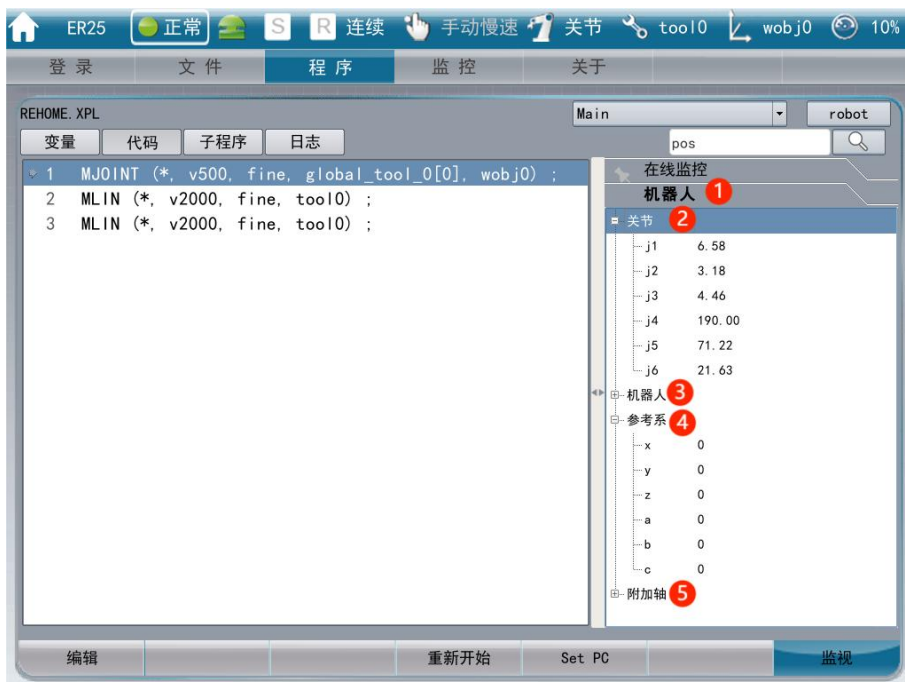 ER25 正常 S R 连续 手动慢速 关节 tool0 wobj0 10%
登录 文件 程序 监控 关于
REHOME. XPL Main robot
变量 代码 子程序 日志 pos
在线监控
机器人 1
1 MJOINT (*, v500, fine, global_tool_0[0], wobj0) ;
2 MLIN (*, v2000, fine, tool0) ;
3 MLIN (*, v2000, fine, tool0) ;
关节 2
j1 6.58
j2 3.18
j3 4.46
j4 190.00
j5 71.22
j6 21.63
机器人 3
参考系 4
x 0
y 0
z 0
a 0
b 0
c 0
附加轴 5
编辑 重新开始 Set PC 监视